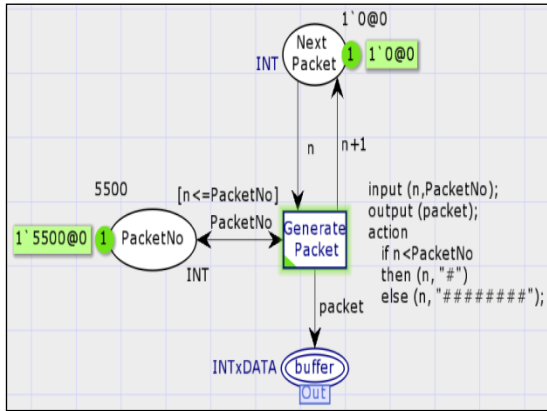 1`0@0
Next
Packet
INT
1
1`0@0
n
n+1
5500
[n<=PacketNo]
PacketNo
1`5500@0
1
PacketNo
INT
Generate
Packet
input (n,PacketNo);
output (packet);
action
if n<PacketNo
then (n, "#")
else (n, "########");
packet
INTxDATA
buffer
Out